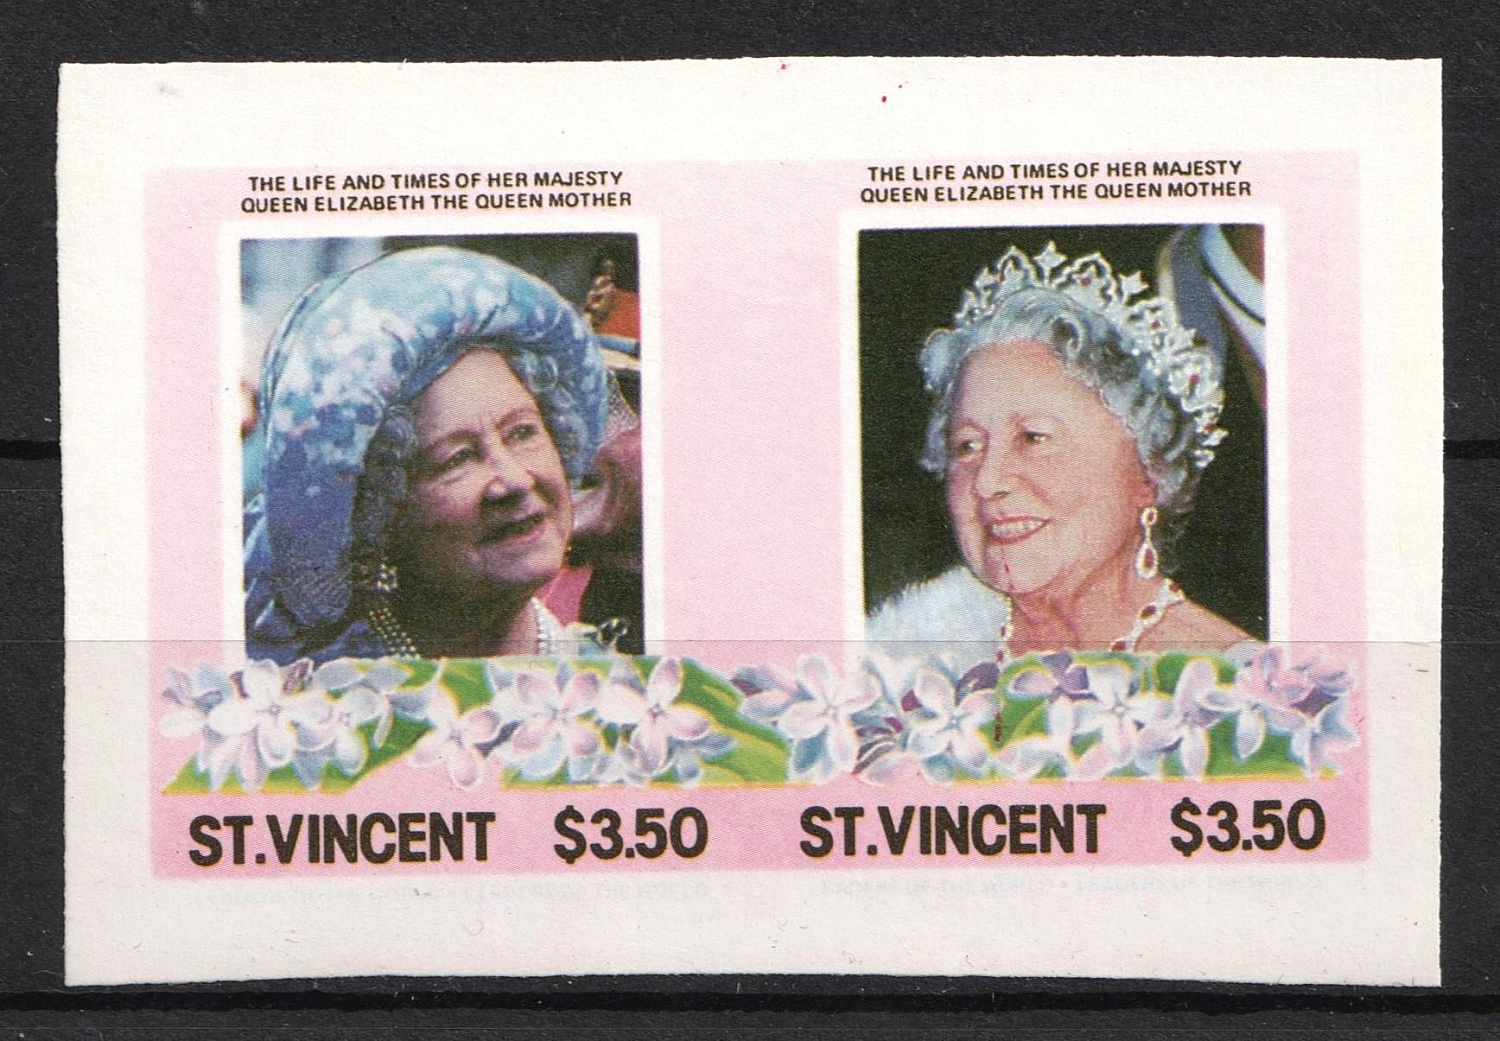 THE LIFE AND TIMES OF HER MAJESTY
QUEEN ELIZABETH THE QUEEN MOTHER
THE LIFE AND TIMES OF HER MAJESTY
QUEEN ELIZABETH THE QUEEN MOTHER
ST.VINCENT $3.50
ST.VINCENT $3.50